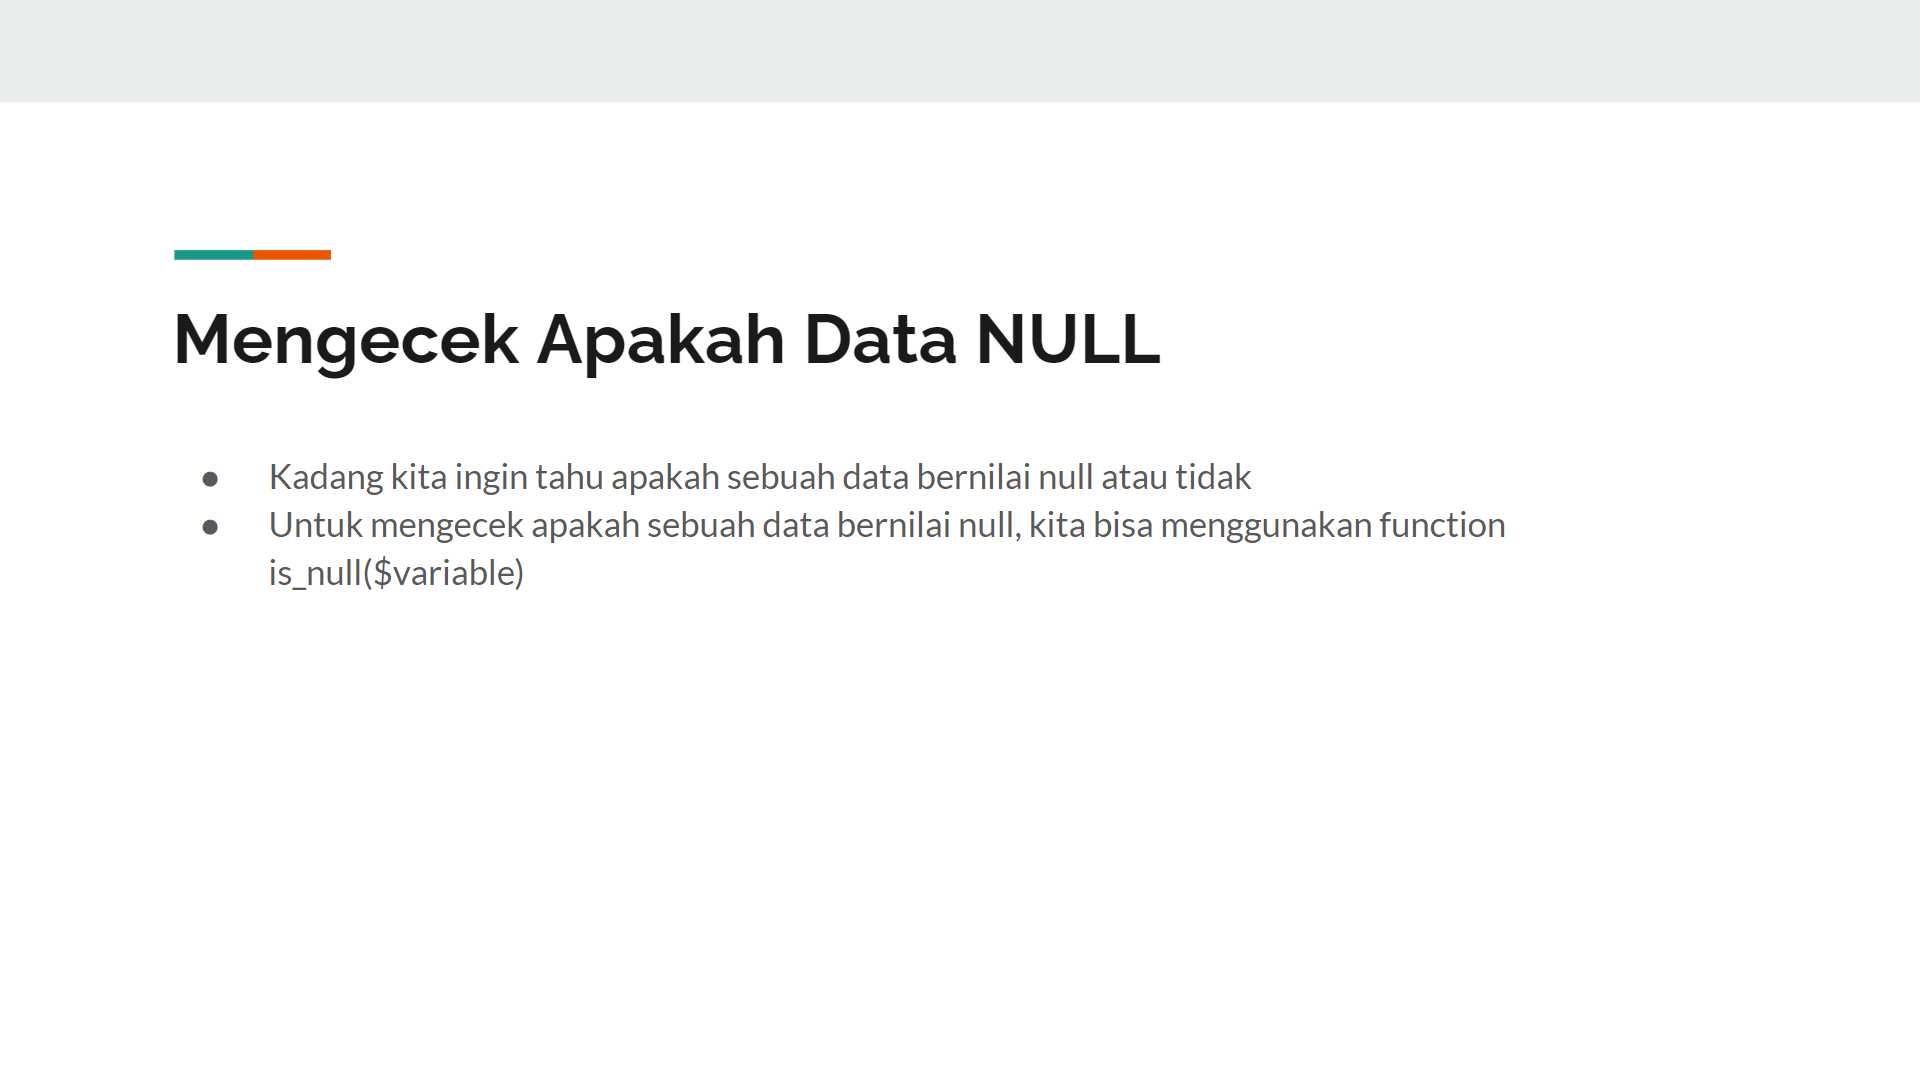 Mengecek Apakah Data NULL
● Kadang kita ingin tahu apakah sebuah data bernilai null atau tidak
● Untuk mengecek apakah sebuah data bernilai null, kita bisa menggunakan function
is_null($variable)